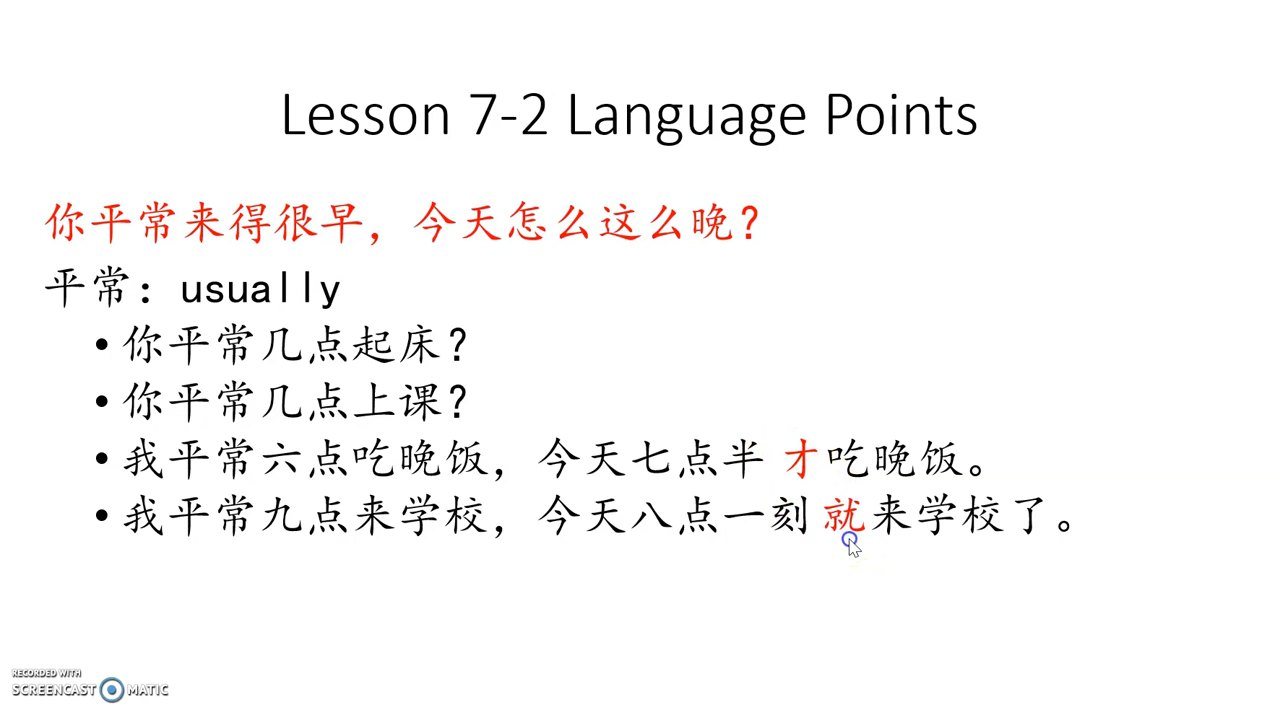 Lesson 7-2 Language Points
你平常来得很早，今天怎么这么晚？
平常：usually
• 你平常几点起床？
• 你平常几点上课？
• 我平常六点吃晚饭，今天七点半 才吃晚饭。
• 我平常九点来学校，今天八点一刻 就来学校了。
RECORDED WITH
SCREENCAST MATIC